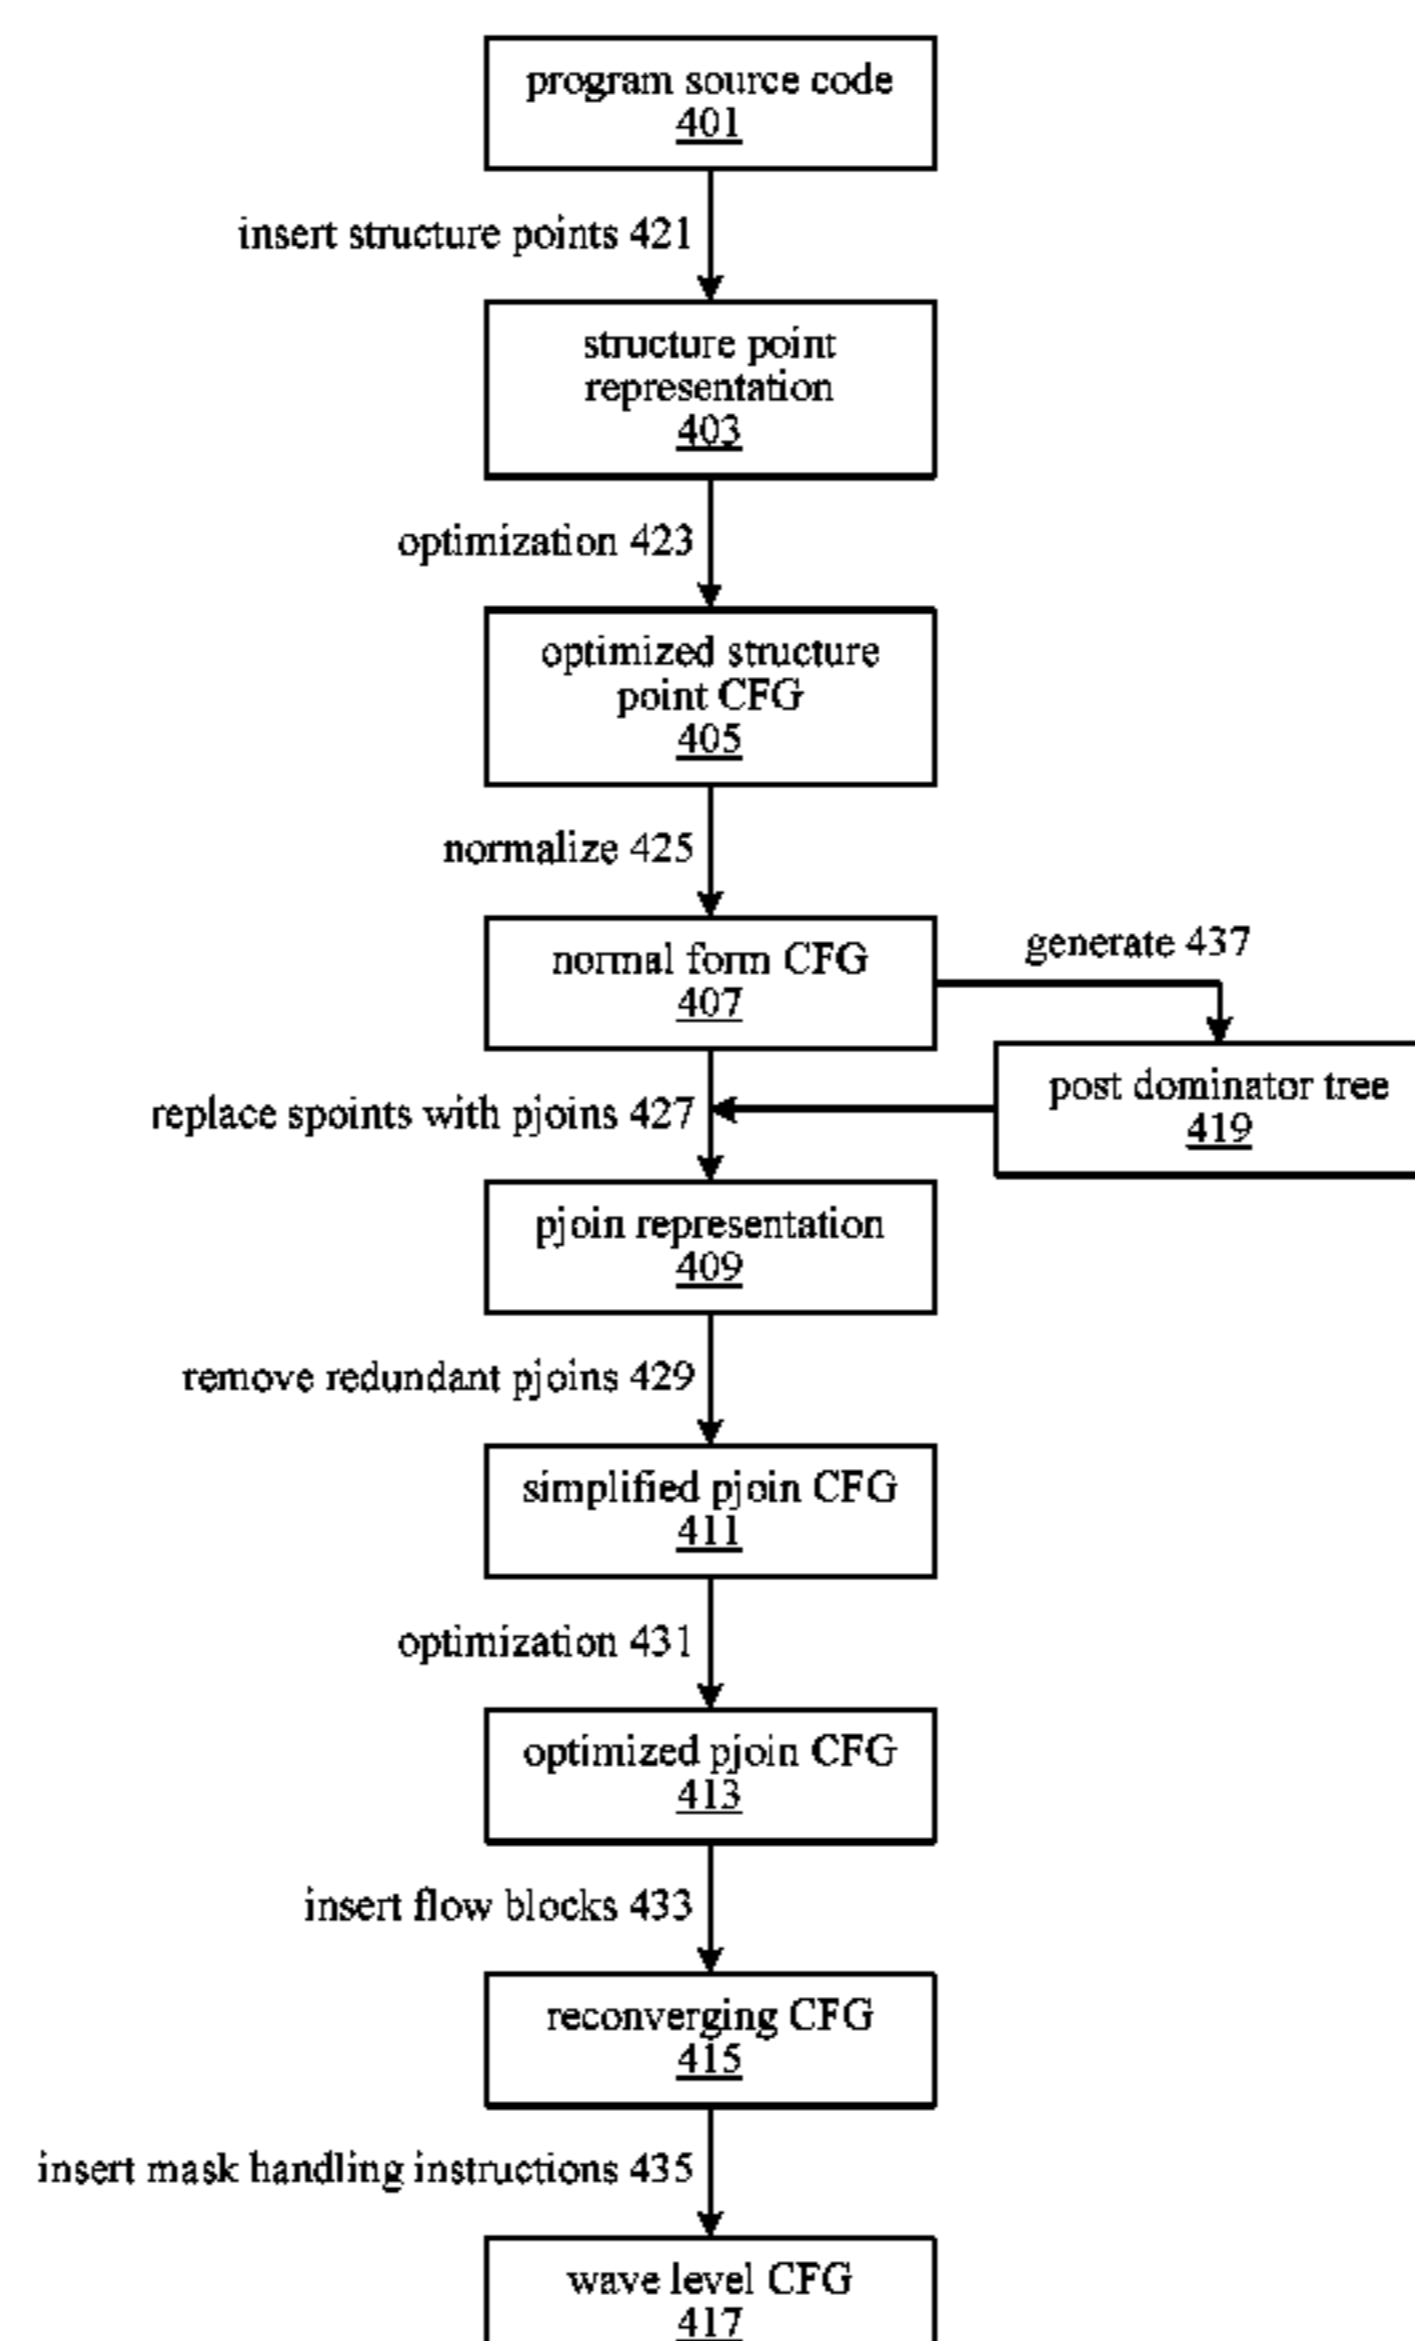 program source code
401
insert structure points 421
structure point
representation
403
optimization 423
optimized structure
point CFG
405
normalize 425
normal form CFG
407
generate 437
post dominator tree
419
replace spoints with pjoins 427
pjoin representation
409
remove redundant pjoins 429
simplified pjoin CFG
411
optimization 431
optimized pjoin CFG
413
insert flow blocks 433
reconverging CFG
415
insert mask handling instructions 435
wave level CFG
417